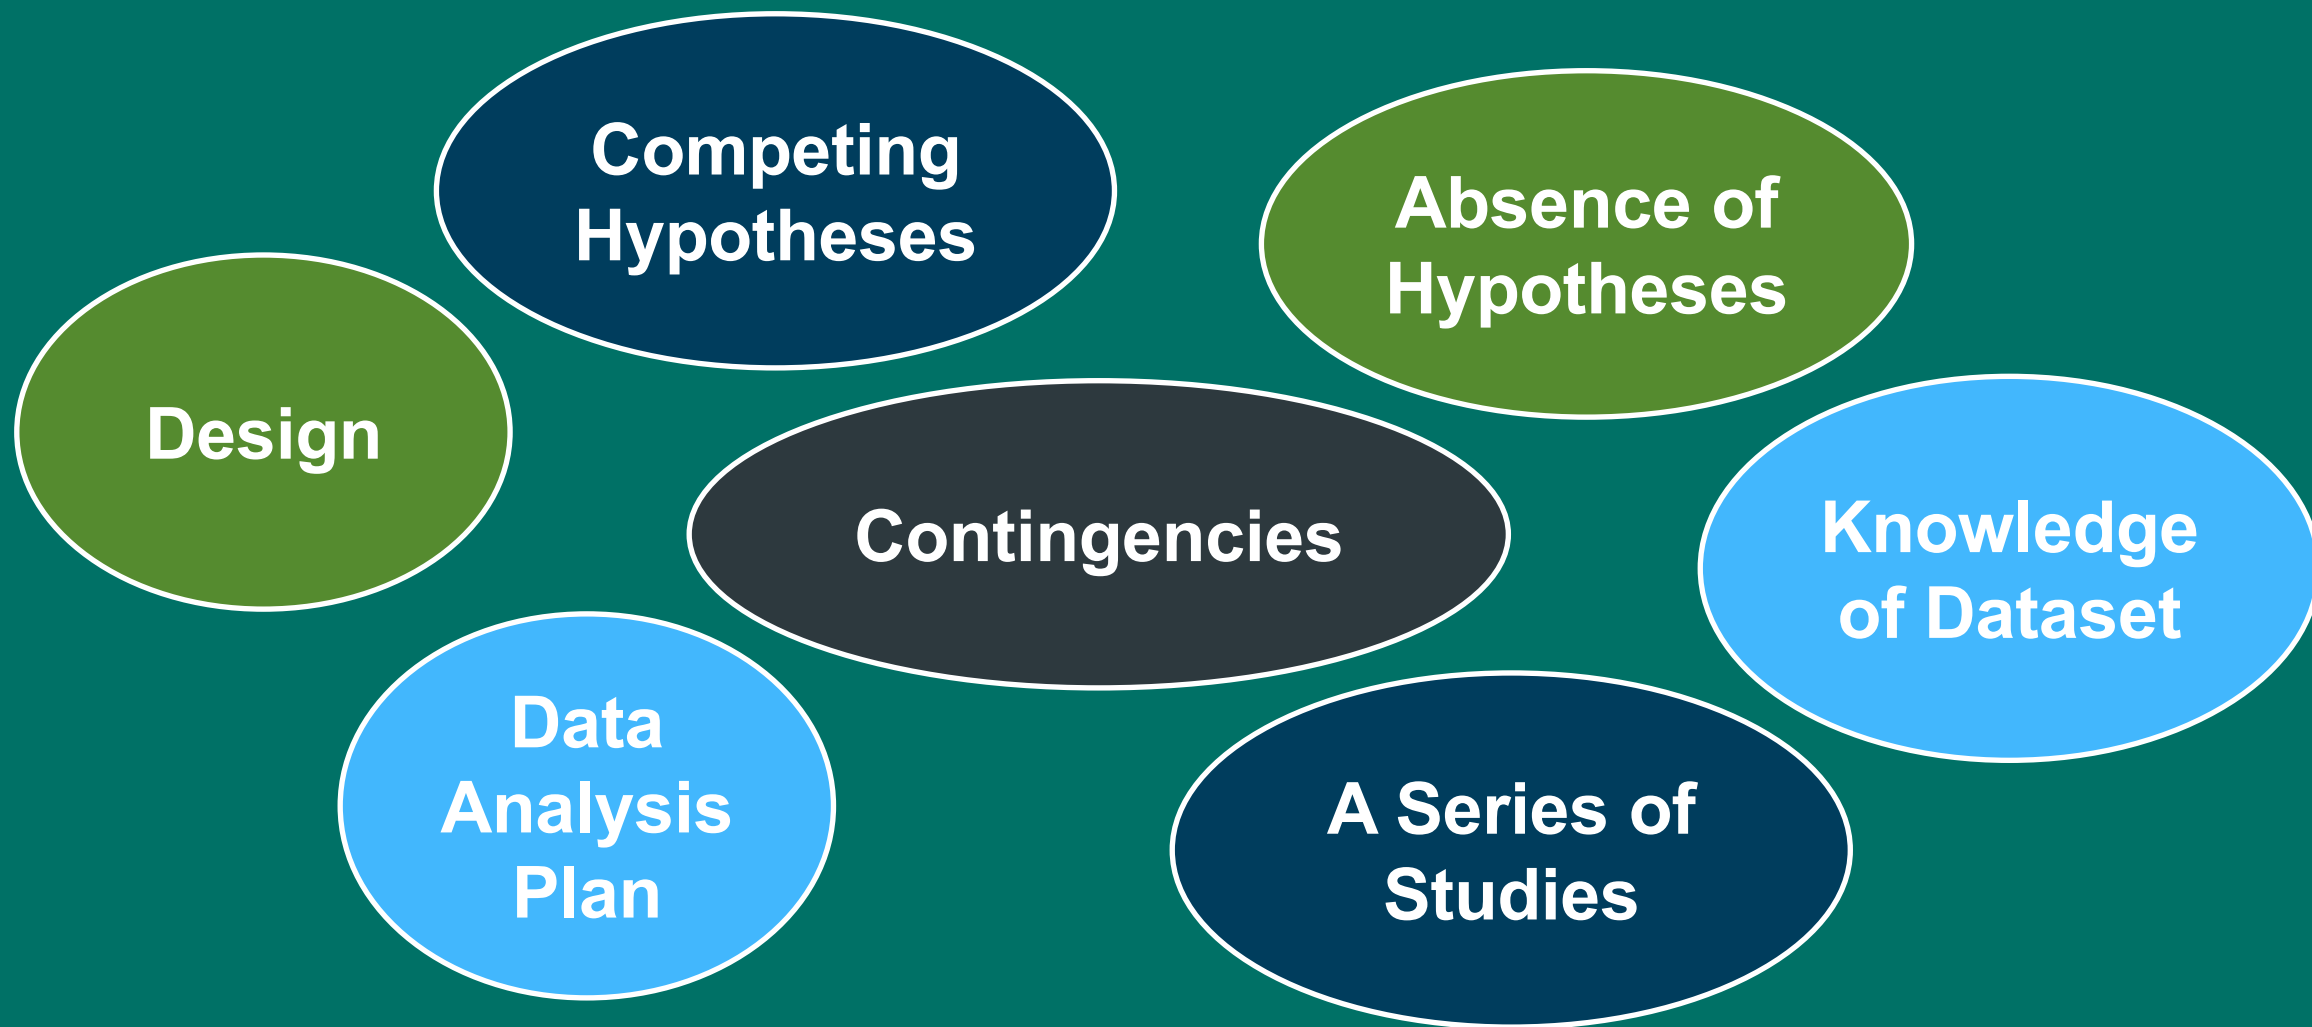 Competing
Hypotheses
Absence of
Hypotheses
Design
Contingencies
Knowledge
of Dataset
Data
Analysis
Plan
A Series of
Studies